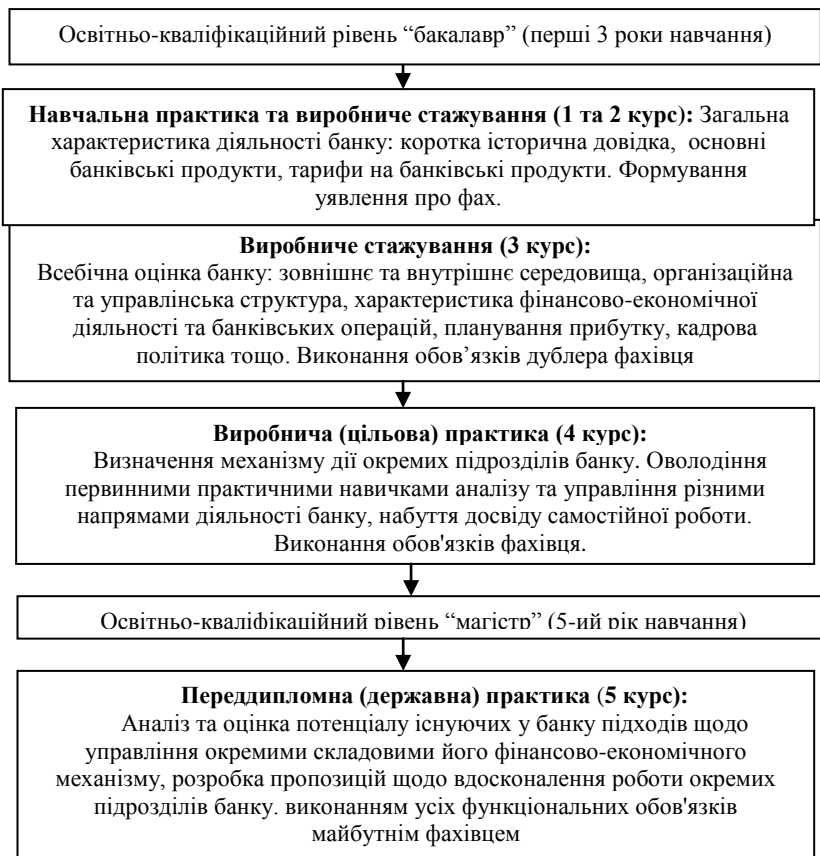 Освітньо-кваліфікаційний рівень “бакалавр” (перші 3 роки навчання)
Навчальна практика та виробниче стажування (1 та 2 курс): Загальна
характеристика діяльності банку: коротка історична довідка, основні
банківські продукти, тарифи на банківські продукти. Формування
уявлення про фах.
Виробниче стажування (3 курс):
Всебічна оцінка банку: зовнішнє та внутрішнє середовища, організаційна
та управлінська структура, характеристика фінансово-економічної
діяльності та банківських операцій, планування прибутку, кадрова
політика тощо. Виконання обов’язків дублера фахівця
Виробнича (цільова) практика (4 курс):
Визначення механізму дії окремих підрозділів банку. Оволодіння
первинними практичними навичками аналізу та управління різними
напрямами діяльності банку, набуття досвіду самостійної роботи.
Виконання обов'язків фахівця.
Освітньо-кваліфікаційний рівень “магістр” (5-ий рік навчання)
Переддипломна (державна) практика (5 курс):
Аналіз та оцінка потенціалу існуючих у банку підходів щодо
управління окремими складовими його фінансово-економічного
механізму, розробка пропозицій щодо вдосконалення роботи окремих
підрозділів банку. виконанням усіх функціональних обов'язків
майбутнім фахівцем